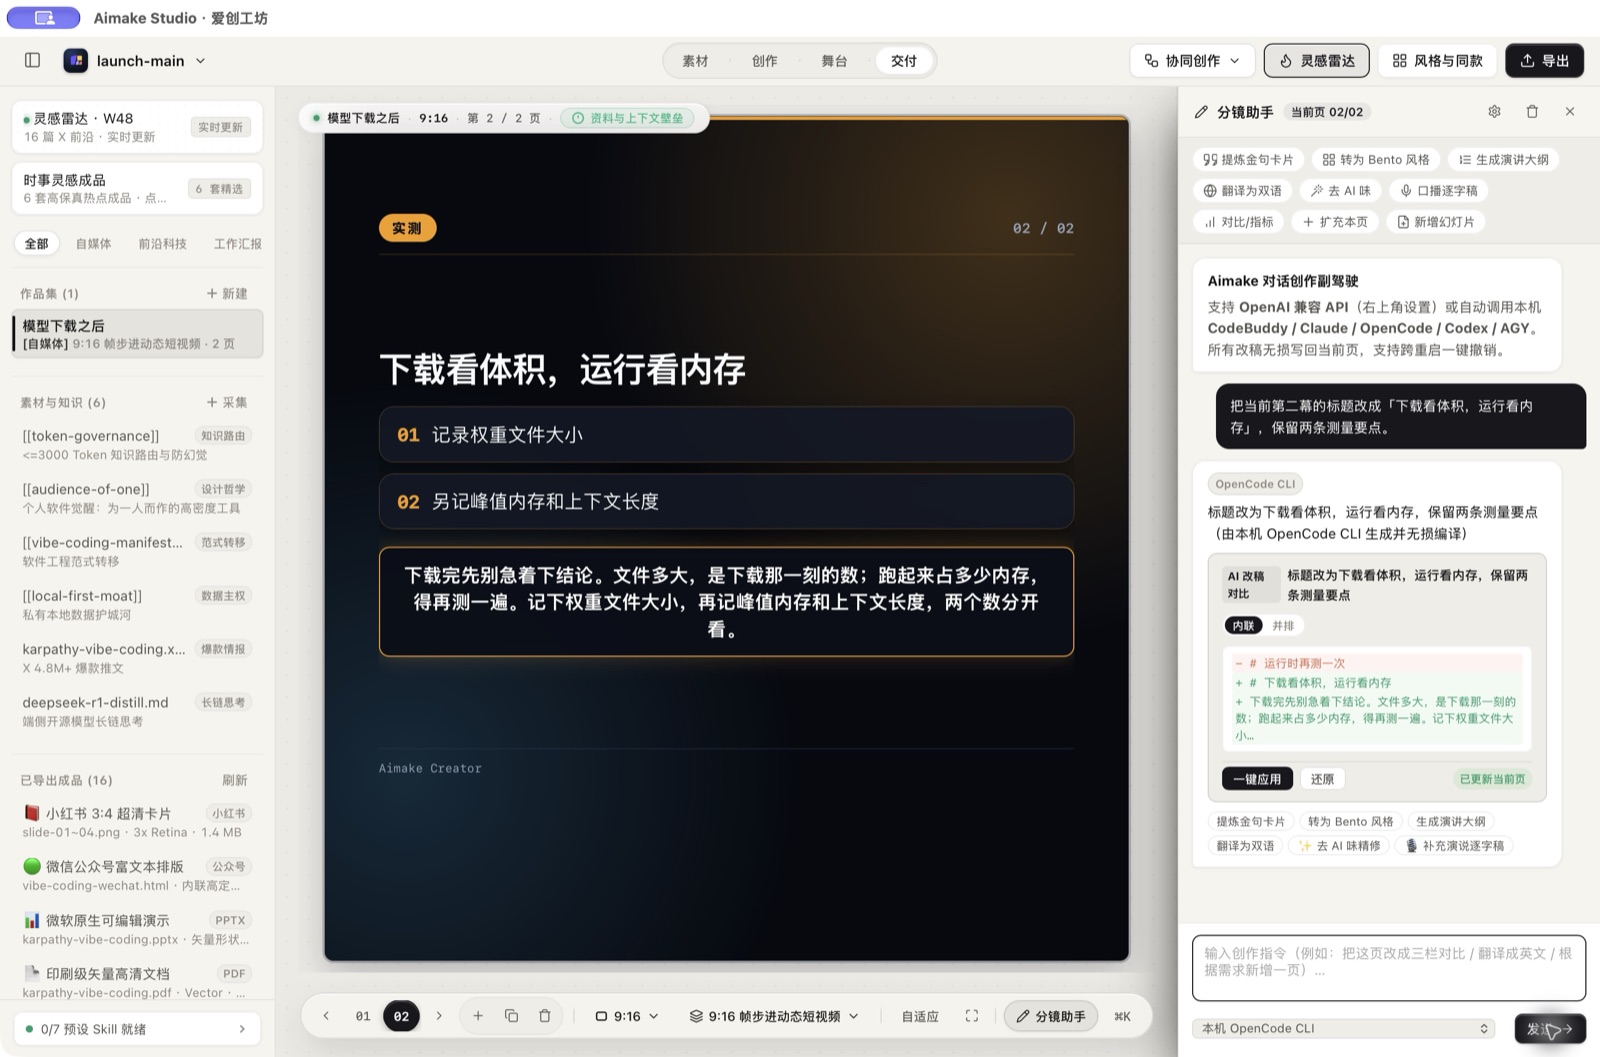 Aimake Studio · 爱创工坊
launch-main
素材 · 创作 · 舞台 · 交付
协同创作
灵感雷达
风格与同款
导出
灵感雷达 · W48
16 篇 X 前沿 · 实时更新
实时更新
时事灵感成品
6 套高保真热点成品 · 点...
6 套精选
全部 自媒体 前沿科技 工作汇报
作品集 (1)
+ 新建
模型下载之后
[自媒体] 9:16 帧步进动态短视频 · 2 页
素材与知识 (6)
+ 采集
[[token-governance]]
知识路由
<=3000 Token 知识路由与防幻觉
[[audience-of-one]]
设计哲学
个人软件觉醒：为一人而作的高密度工具
[[vibe-coding-manifest...
范式转移
软件工程范式转移
[[local-first-moat]]
数据主权
私有本地数据护城河
karpathy-vibe-coding.x...
爆款情报
X 4.8M+ 爆款推文
deepseek-r1-distill.md
长链思考
端侧开源模型长链思考
已导出成品 (16)
刷新
小红书 3:4 超清卡片
小红书
slide-01~04.png · 3x Retina · 1.4 MB
微信公众号富文本排版
公众号
vibe-coding-wechat.html · 内联高定...
微软原生可编辑演示
PPTX
karpathy-vibe-coding.pptx · 矢量形状...
印刷级矢量高清文档
PDF
karpathy-vibe-coding.pdf · Vector · ...
0/7 预设 Skill 就绪
模型下载之后 · 9:16 · 第 2 / 2 页 · 资料与上下文壁垒
实测
02 / 02
下载看体积，运行看内存
01 记录权重文件大小
02 另记峰值内存和上下文长度
下载完先别急着下结论。文件多大，是下载那一刻的数；跑起来占多少内存，
得再测一遍。记下权重文件大小，再记峰值内存和上下文长度，两个数分开
看。
Aimake Creator
01 02
9:16
9:16 帧步进动态短视频
自适应
分镜助手
⌘K
分镜助手
当前页 02/02
提炼金句卡片 转为 Bento 风格 生成演讲大纲
翻译为双语 去 AI 味 口播逐字稿
对比/指标 扩充本页 新增幻灯片
Aimake 对话创作副驾驶
支持 OpenAI 兼容 API（右上角设置）或自动调用本机
CodeBuddy / Claude / OpenCode / Codex / AGY。
所有改稿无损写回当前页，支持跨重启一键撤销。
把当前第二幕的标题改成「下载看体积，运行看内
存」，保留两条测量要点。
OpenCode CLI
标题改为下载看体积，运行看内存，保留两条测量要点
（由本机 OpenCode CLI 生成并无损编译）
AI 改稿
对比
标题改为下载看体积，运行看内存，保留两
条测量要点
内联 并排
− # 运行时再测一次
+ # 下载看体积，运行看内存
+ 下载完先别急着下结论。文件多大，是下载那一刻的
数；跑起来占多少内存，得再测一遍。记下权重文件大
小…
一键应用
还原
已更新当前页
提炼金句卡片 转为 Bento 风格 生成演讲大纲
翻译为双语 ✨ 去 AI 味精修 🎙️ 补充演说逐字稿
输入创作指令（例如：把这页改成三栏对比 / 翻译成英文 / 根
据需求新增一页）...
本机 OpenCode CLI